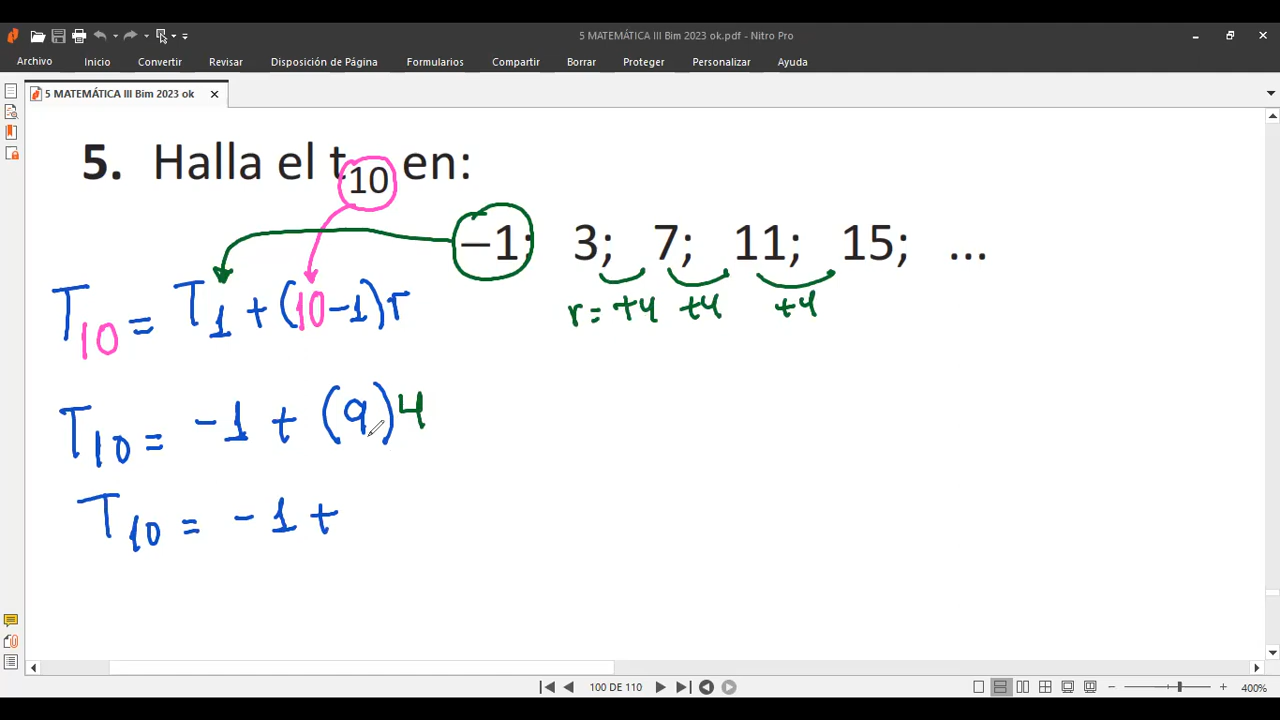 5 MATEMÁTICA III Bim 2023 ok.pdf - Nitro Pro
Archivo Inicio Convertir Revisar Disposición de Página Formularios Compartir Borrar Proteger Personalizar Ayuda
5 MATEMÁTICA III Bim 2023 ok
5. Halla el t10 en:
–1; 3; 7; 11; 15; ...
r= +4 +4 +4
T10 = T1 + (10-1)r
T10 = -1 + (9)4
T10 = -1 +
100 DE 110
400%